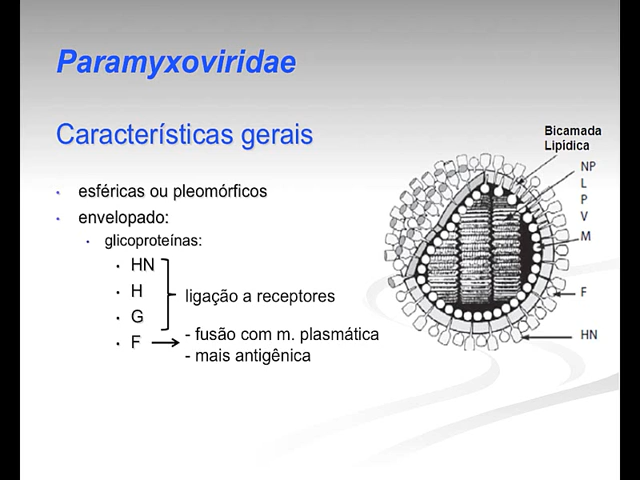 Paramyxoviridae
Características gerais
esféricas ou pleomórficos
envelopado:
glicoproteínas:
HN
H
G
ligação a receptores
F
- fusão com m. plasmática
- mais antigênica
Bicamada
Lipídica
NP
L
P
V
M
F
HN